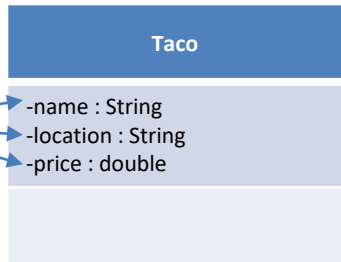 Taco
-name : String
-location : String
-price : double